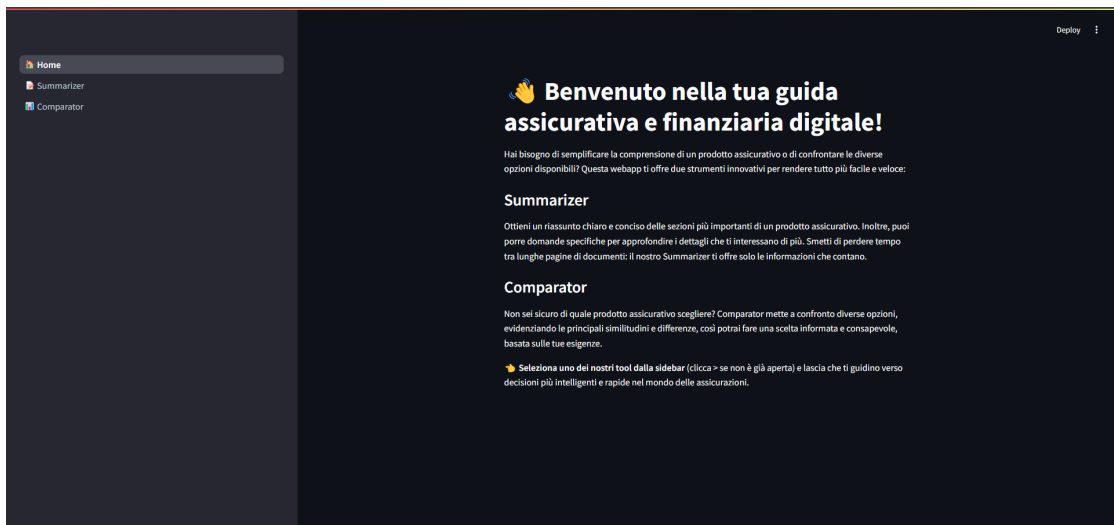 Deploy
Home
Summarizer
Comparator
👋 Benvenuto nella tua guida
assicurativa e finanziaria digitale!
Hai bisogno di semplificare la comprensione di un prodotto assicurativo o di confrontare le diverse
opzioni disponibili? Questa webapp ti offre due strumenti innovativi per rendere tutto più facile e veloce:
Summarizer
Ottieni un riassunto chiaro e conciso delle sezioni più importanti di un prodotto assicurativo. Inoltre, puoi
porre domande specifiche per approfondire i dettagli che ti interessano di più. Smetti di perdere tempo
tra lunghe pagine di documenti: il nostro Summarizer ti offre solo le informazioni che contano.
Comparator
Non sei sicuro di quale prodotto assicurativo scegliere? Comparator mette a confronto diverse opzioni,
evidenziando le principali similitudini e differenze, così potrai fare una scelta informata e consapevole,
basata sulle tue esigenze.
👈 Seleziona uno dei nostri tool dalla sidebar (clicca > se non è già aperta) e lascia che ti guidino verso
decisioni più intelligenti e rapide nel mondo delle assicurazioni.